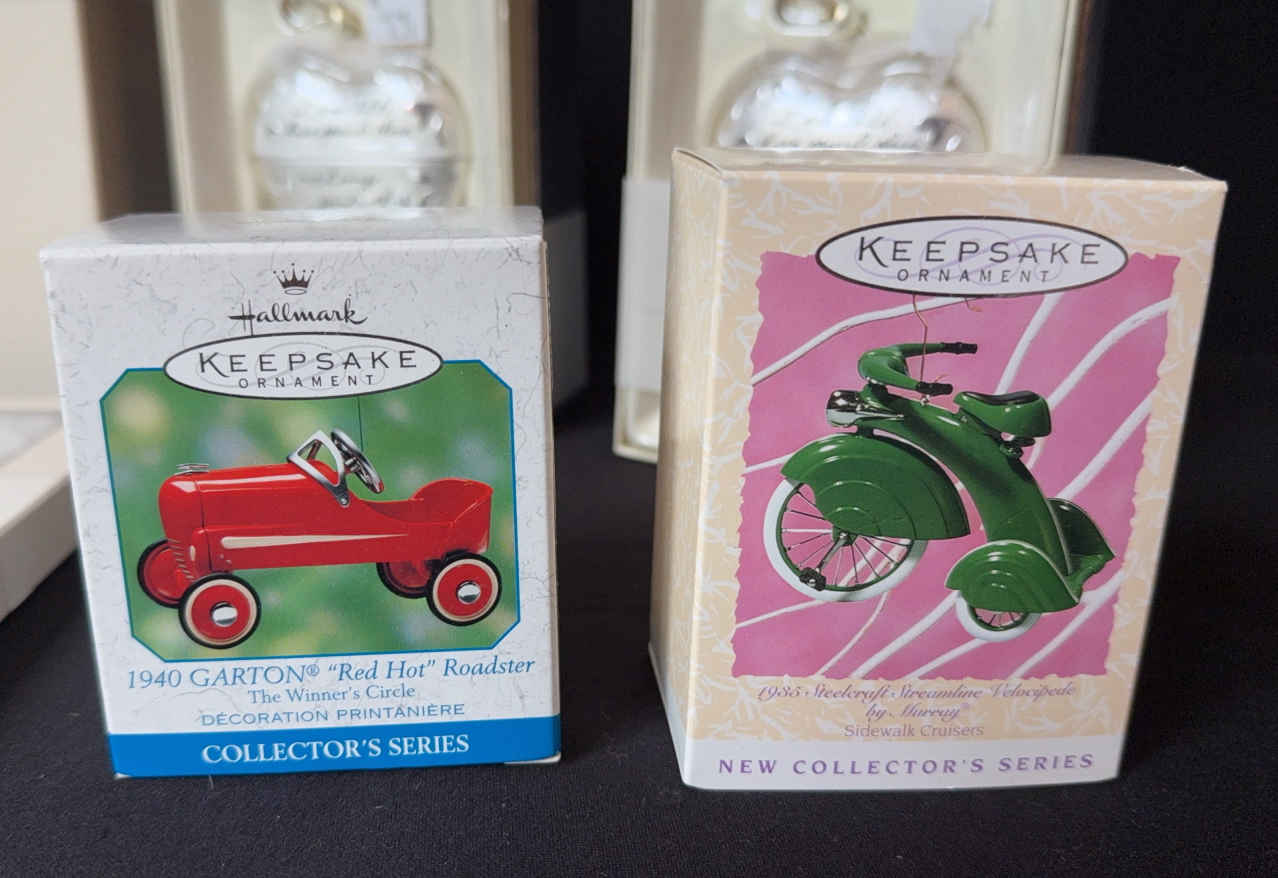 Hallmark
KEEPSAKE
ORNAMENT
1940 GARTON® “Red Hot” Roadster
The Winner's Circle
DÉCORATION PRINTANIÈRE
COLLECTOR'S SERIES
KEEPSAKE
ORNAMENT
1935 Steelcraft Streamline Velocipede
by Murray®
Sidewalk Cruisers
NEW COLLECTOR'S SERIES